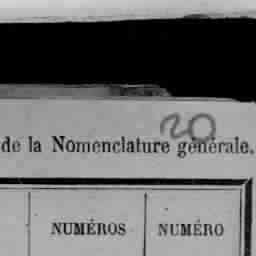 20
de la Nomenclature générale.
NUMÉROS NUMÉRO